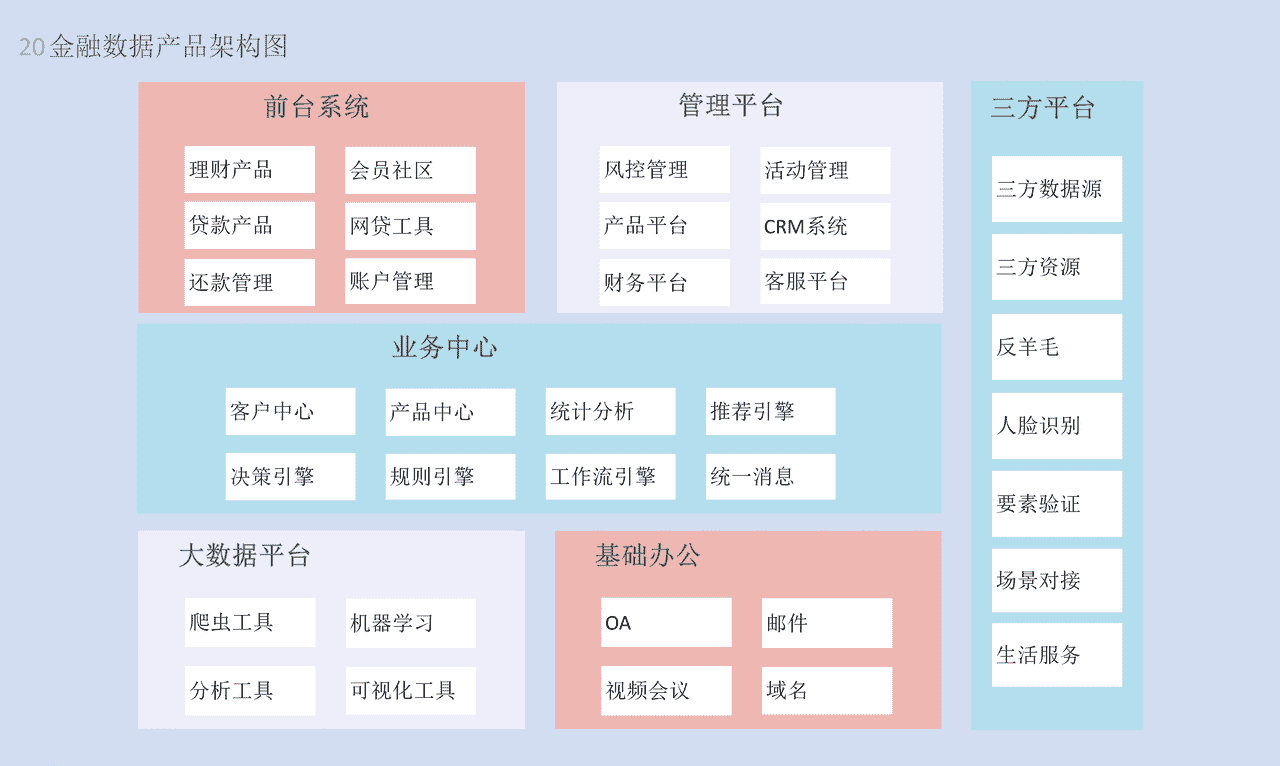 20 金融数据产品架构图
前台系统
理财产品
会员社区
贷款产品
网贷工具
还款管理
账户管理
管理平台
风控管理
活动管理
产品平台
CRM系统
财务平台
客服平台
三方平台
三方数据源
三方资源
反羊毛
人脸识别
要素验证
场景对接
生活服务
业务中心
客户中心
产品中心
统计分析
推荐引擎
决策引擎
规则引擎
工作流引擎
统一消息
大数据平台
爬虫工具
机器学习
分析工具
可视化工具
基础办公
OA
邮件
视频会议
域名